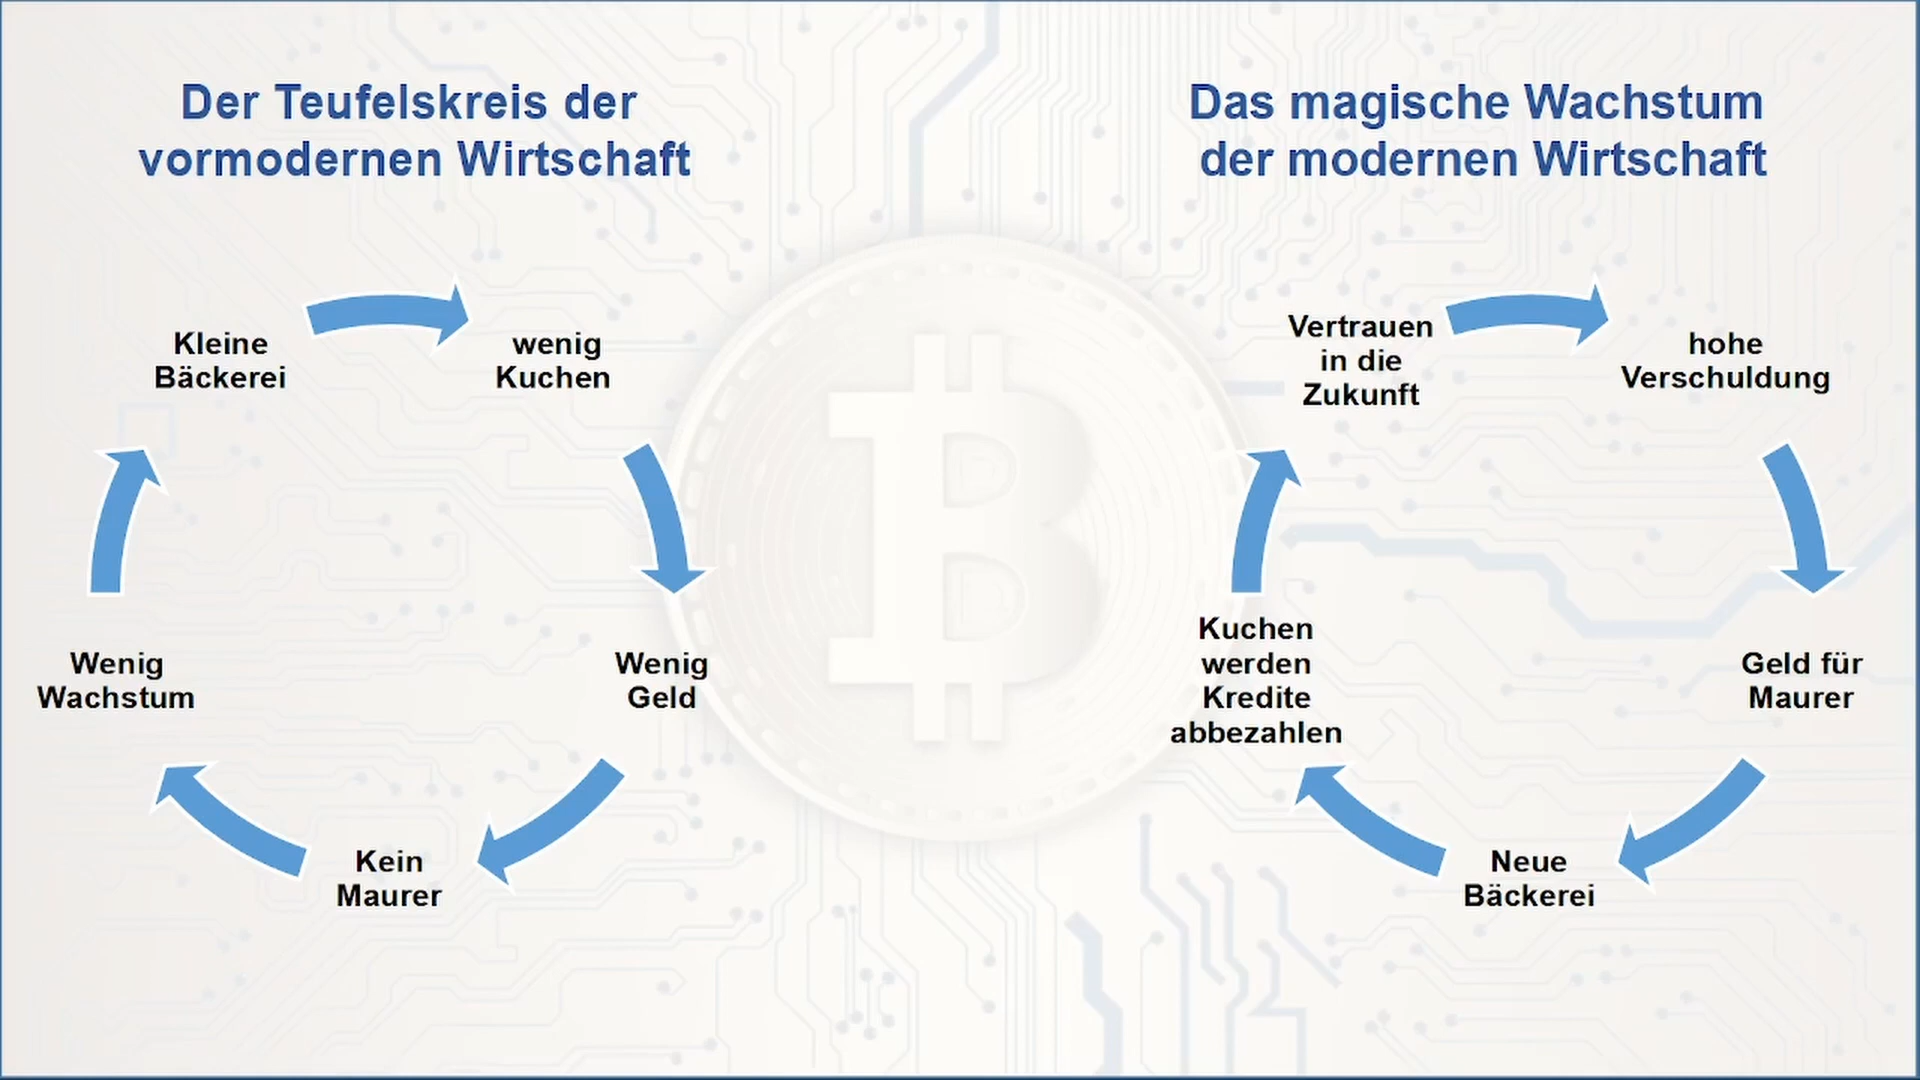 Der Teufelskreis der
vormodernen Wirtschaft
Kleine
Bäckerei
wenig
Kuchen
Wenig
Geld
Kein
Maurer
Wenig
Wachstum
Das magische Wachstum
der modernen Wirtschaft
Vertrauen
in die
Zukunft
hohe
Verschuldung
Geld für
Maurer
Neue
Bäckerei
Kuchen
werden
Kredite
abbezahlen